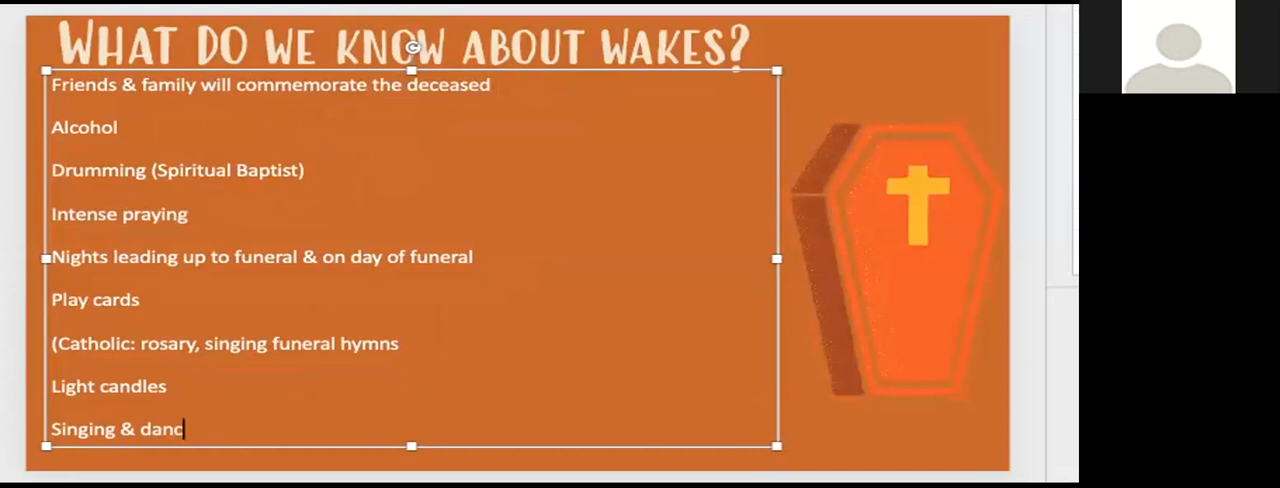 WHAT DO WE KNOW ABOUT WAKES?
Friends & family will commemorate the deceased
Alcohol
Drumming (Spiritual Baptist)
Intense praying
Nights leading up to funeral & on day of funeral
Play cards
(Catholic: rosary, singing funeral hymns
Light candles
Singing & danc